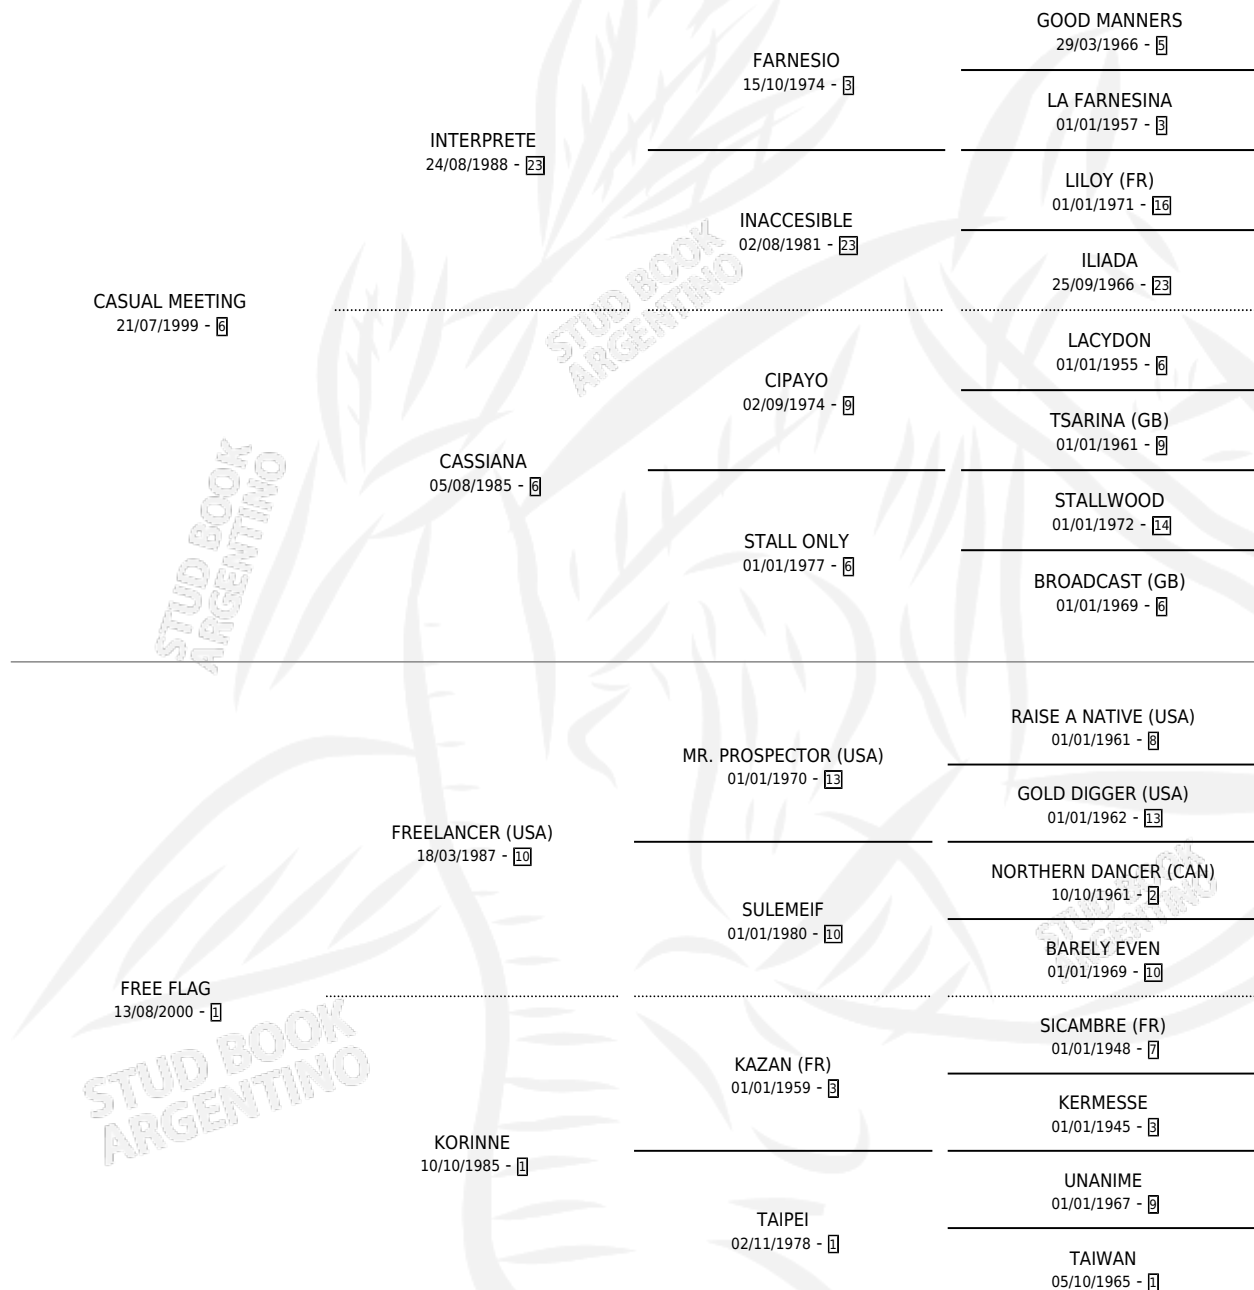 GOOD MANNERS
29/03/1966 - 5
FARNESIO
15/10/1974 - 3
LA FARNESINA
01/01/1957 - 3
INTERPRETE
24/08/1988 - 23
LILOY (FR)
01/01/1971 - 16
INACCESIBLE
02/08/1981 - 23
ILIADA
25/09/1966 - 23
CASUAL MEETING
21/07/1999 - 6
LACYDON
01/01/1955 - 6
CIPAYO
02/09/1974 - 9
TSARINA (GB)
01/01/1961 - 9
CASSIANA
05/08/1985 - 6
STALLWOOD
01/01/1972 - 14
STALL ONLY
01/01/1977 - 6
BROADCAST (GB)
01/01/1969 - 6
RAISE A NATIVE (USA)
01/01/1961 - 8
MR. PROSPECTOR (USA)
01/01/1970 - 13
GOLD DIGGER (USA)
01/01/1962 - 13
FREELANCER (USA)
18/03/1987 - 10
NORTHERN DANCER (CAN)
10/10/1961 - 2
SULEMEIF
01/01/1980 - 10
BARELY EVEN
01/01/1969 - 10
FREE FLAG
13/08/2000 - 1
SICAMBRE (FR)
01/01/1948 - 7
KAZAN (FR)
01/01/1959 - 3
KERMESSE
01/01/1945 - 3
KORINNE
10/10/1985 - 1
UNANIME
01/01/1967 - 9
TAIPEI
02/11/1978 - 1
TAIWAN
05/10/1965 - 1
STUD BOOK
ARGENTINO
STUD BOOK
ARGENTINO
STUD BOOK
ARGENTINO
STUD BOOK
ARGENTINO